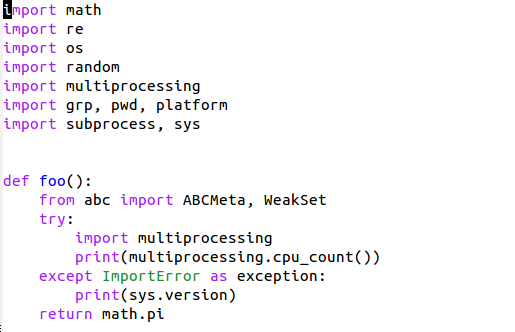 import math
import re
import os
import random
import multiprocessing
import grp, pwd, platform
import subprocess, sys
def foo():
    from abc import ABCMeta, WeakSet
    try:
        import multiprocessing
        print(multiprocessing.cpu_count())
    except ImportError as exception:
        print(sys.version)
    return math.pi